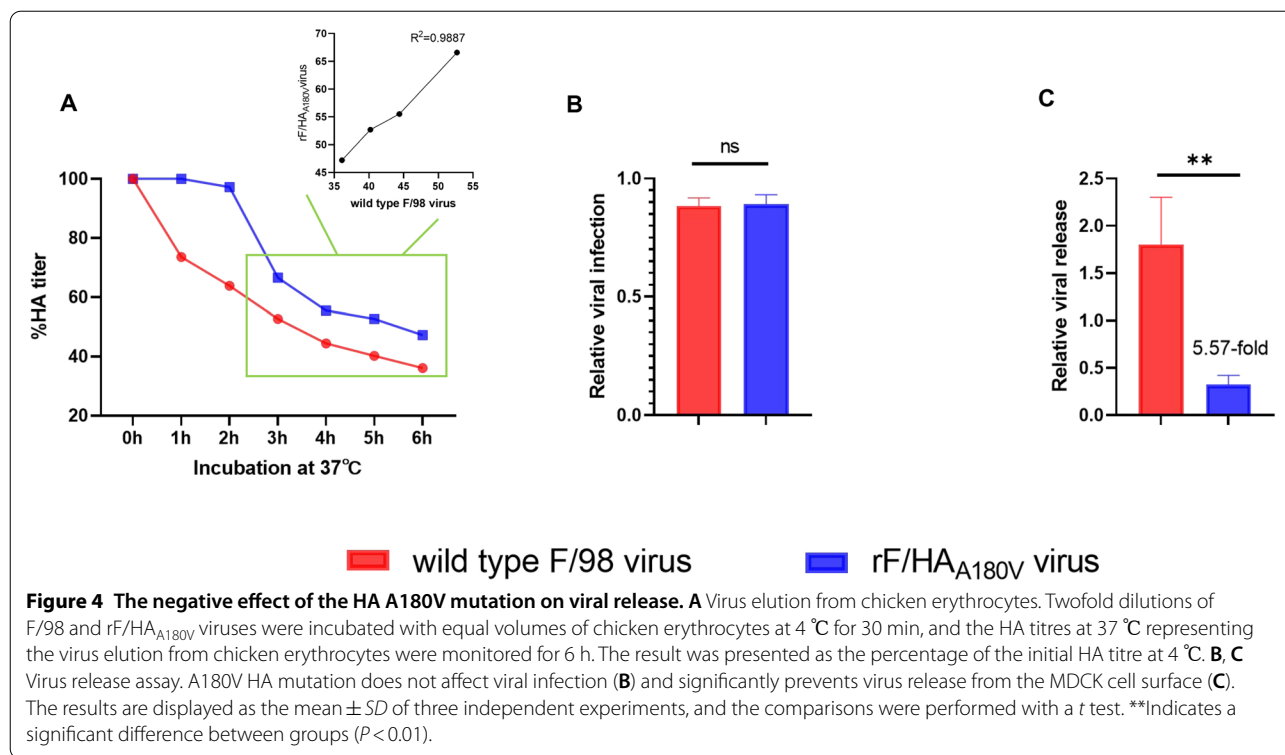 R²=0.9887
70
65
60
55
50
45
rF/HA_A180V virus
35 40 45 50 55
wild type F/98 virus
A
100
80
60
40
20
%HA titer
0h 1h 2h 3h 4h 5h 6h
Incubation at 37℃
B
ns
1.0
0.5
0.0
Relative viral infection
C
**
2.5
2.0
1.5
1.0
0.5
0.0
Relative viral release
5.57-fold
wild type F/98 virus
rF/HA_A180V virus
Figure 4 The negative effect of the HA A180V mutation on viral release. A Virus elution from chicken erythrocytes. Twofold dilutions of
F/98 and rF/HA_A180V viruses were incubated with equal volumes of chicken erythrocytes at 4 ℃ for 30 min, and the HA titres at 37 ℃ representing
the virus elution from chicken erythrocytes were monitored for 6 h. The result was presented as the percentage of the initial HA titre at 4 ℃. B, C
Virus release assay. A180V HA mutation does not affect viral infection (B) and significantly prevents virus release from the MDCK cell surface (C).
The results are displayed as the mean ± SD of three independent experiments, and the comparisons were performed with a t test. **Indicates a
significant difference between groups (P < 0.01).